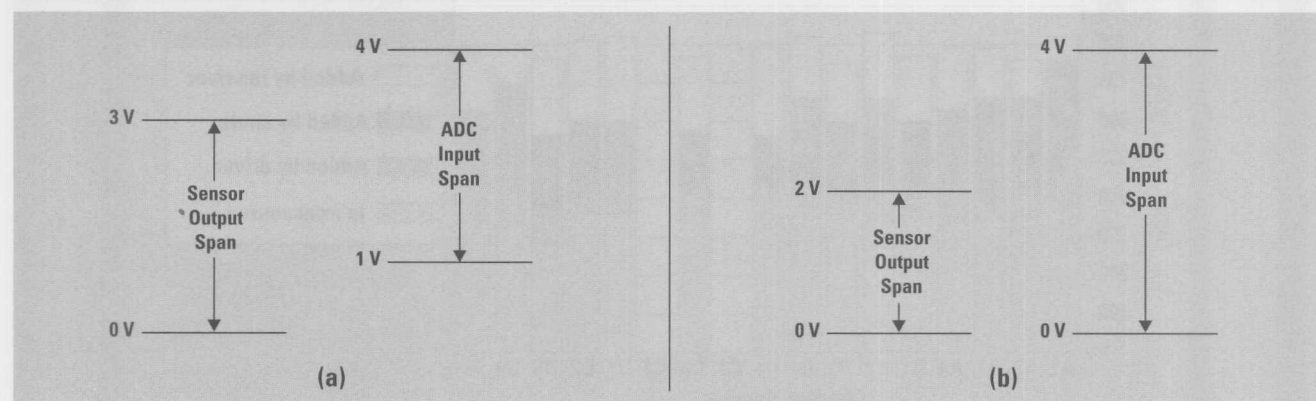 4 V
3 V
ADC
Input
Span
Sensor
Output
Span
1 V
0 V
(a)
4 V
ADC
Input
Span
2 V
Sensor
Output
Span
0 V
0 V
(b)